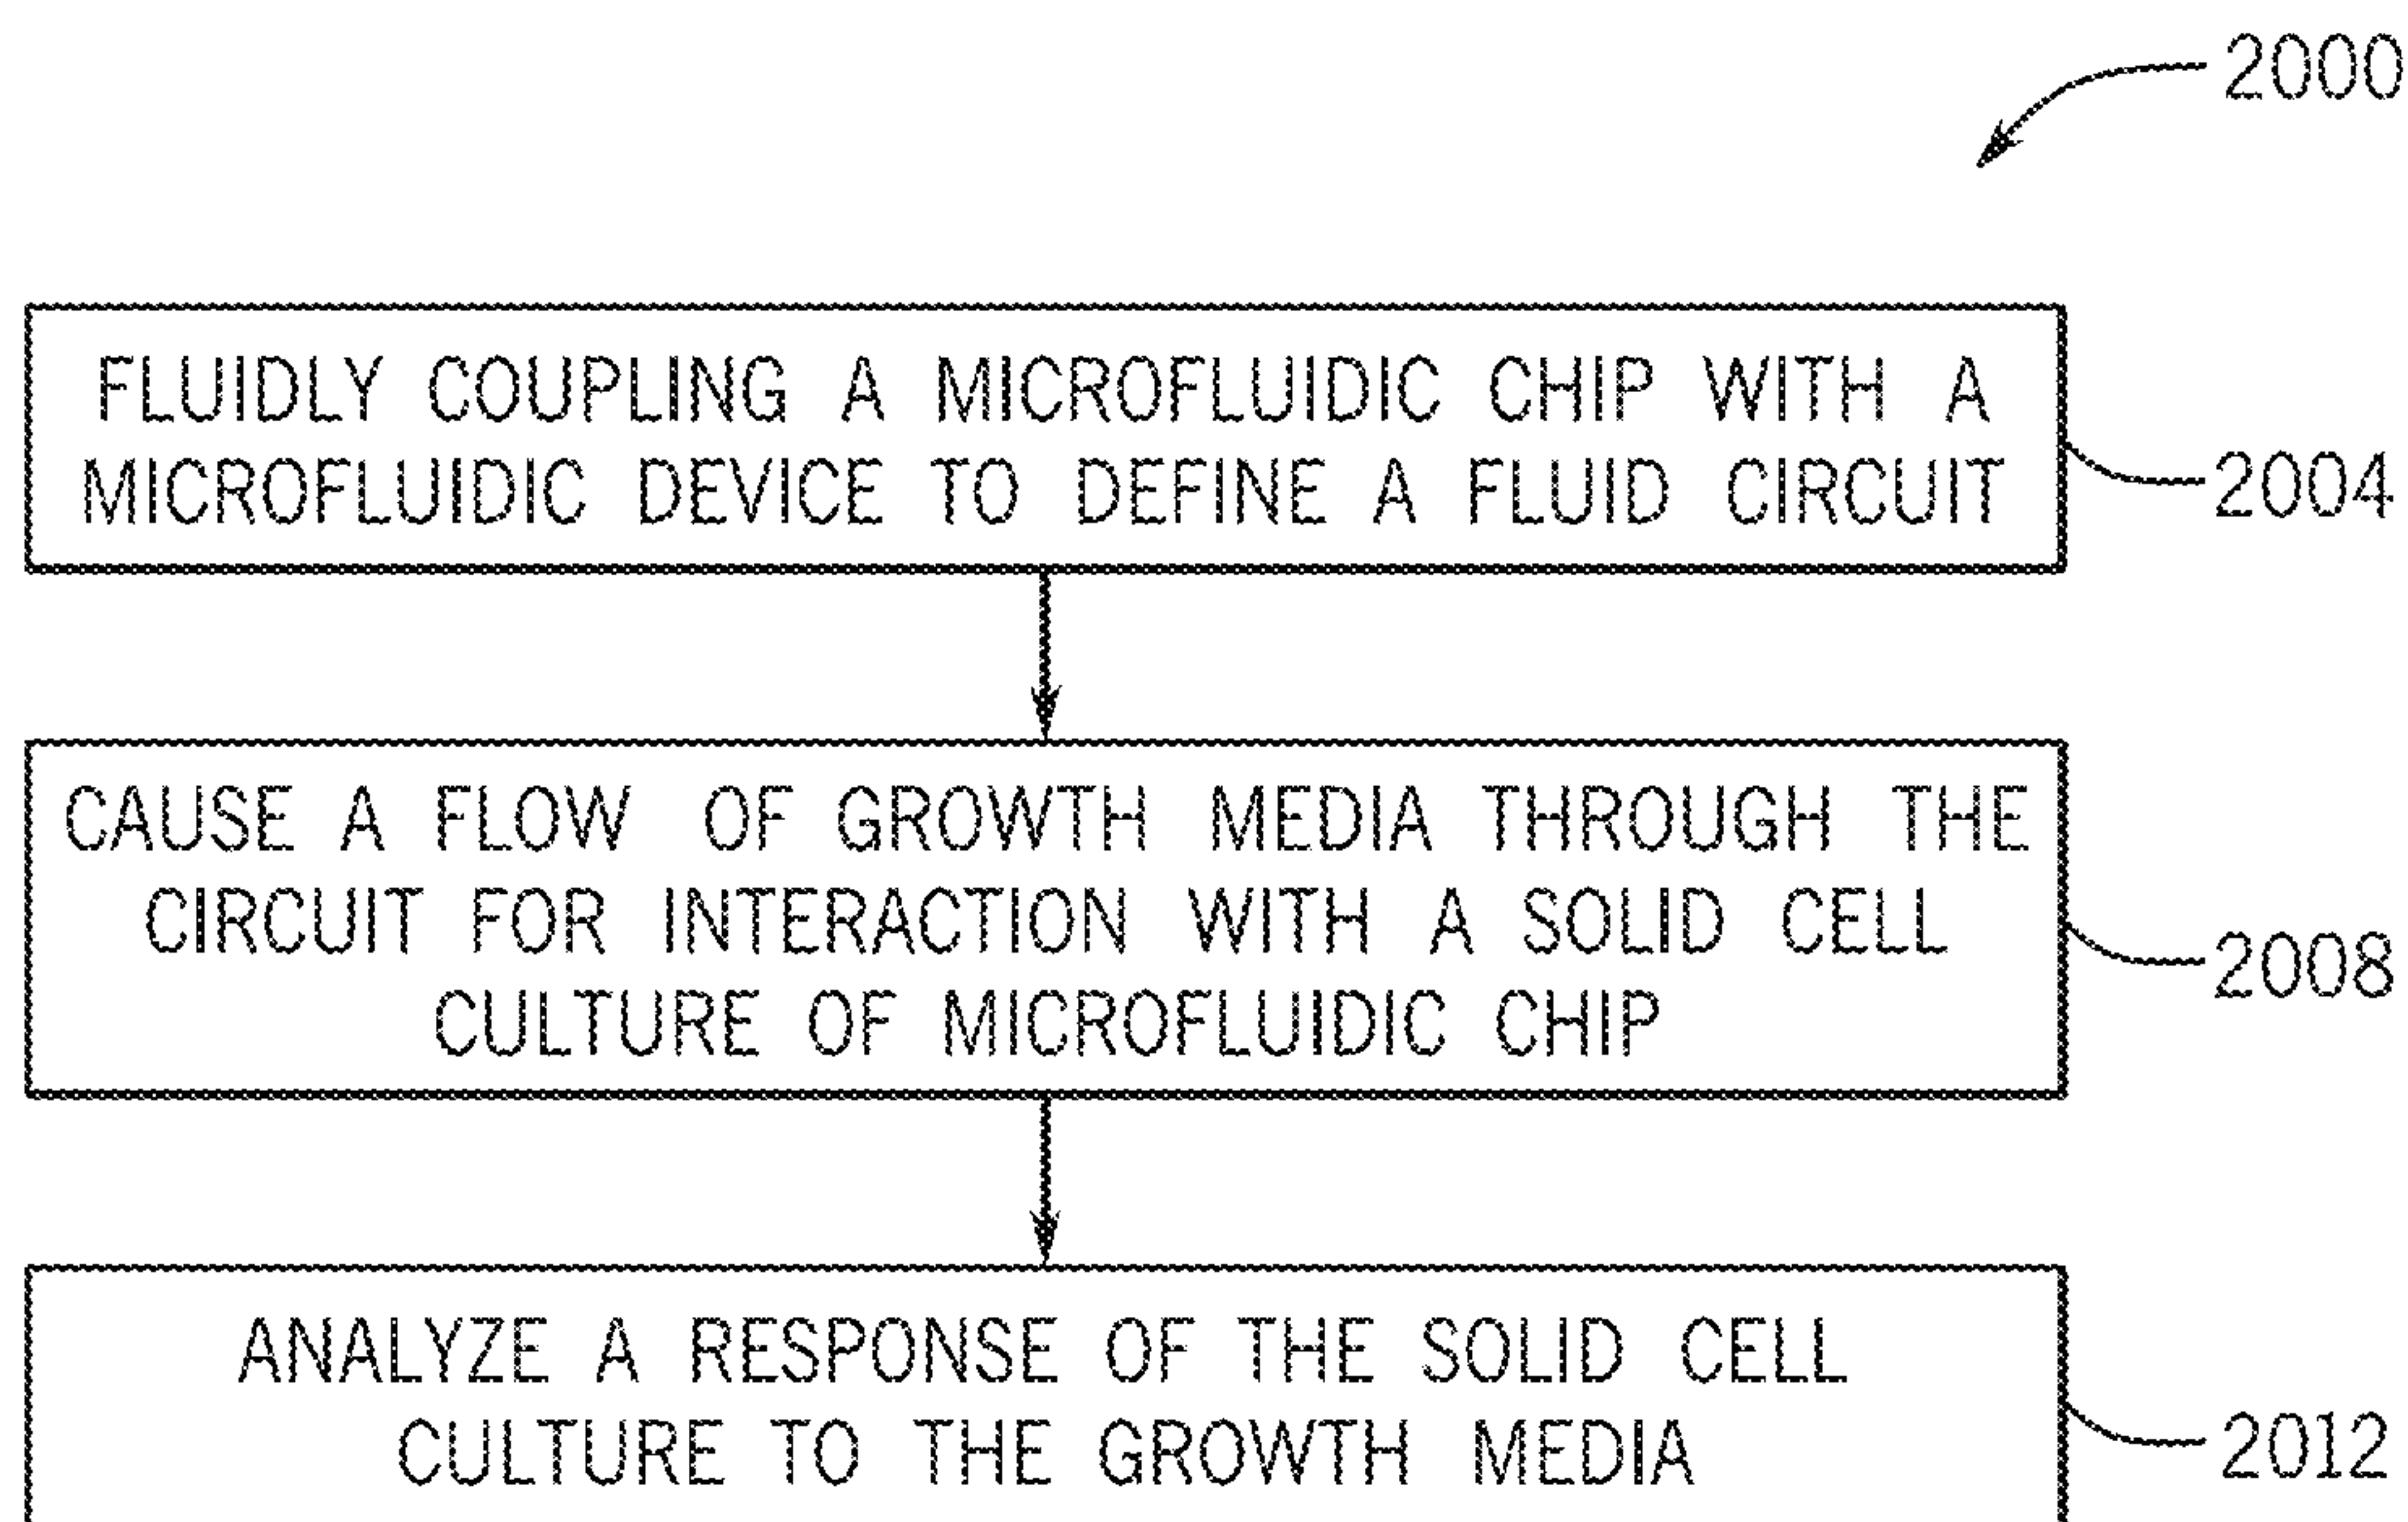 2000
FLUIDLY COUPLING A MICROFLUIDIC CHIP WITH A
MICROFLUIDIC DEVICE TO DEFINE A FLUID CIRCUIT
2004
CAUSE A FLOW OF GROWTH MEDIA THROUGH THE
CIRCUIT FOR INTERACTION WITH A SOLID CELL
CULTURE OF MICROFLUIDIC CHIP
2008
ANALYZE A RESPONSE OF THE SOLID CELL
CULTURE TO THE GROWTH MEDIA
2012